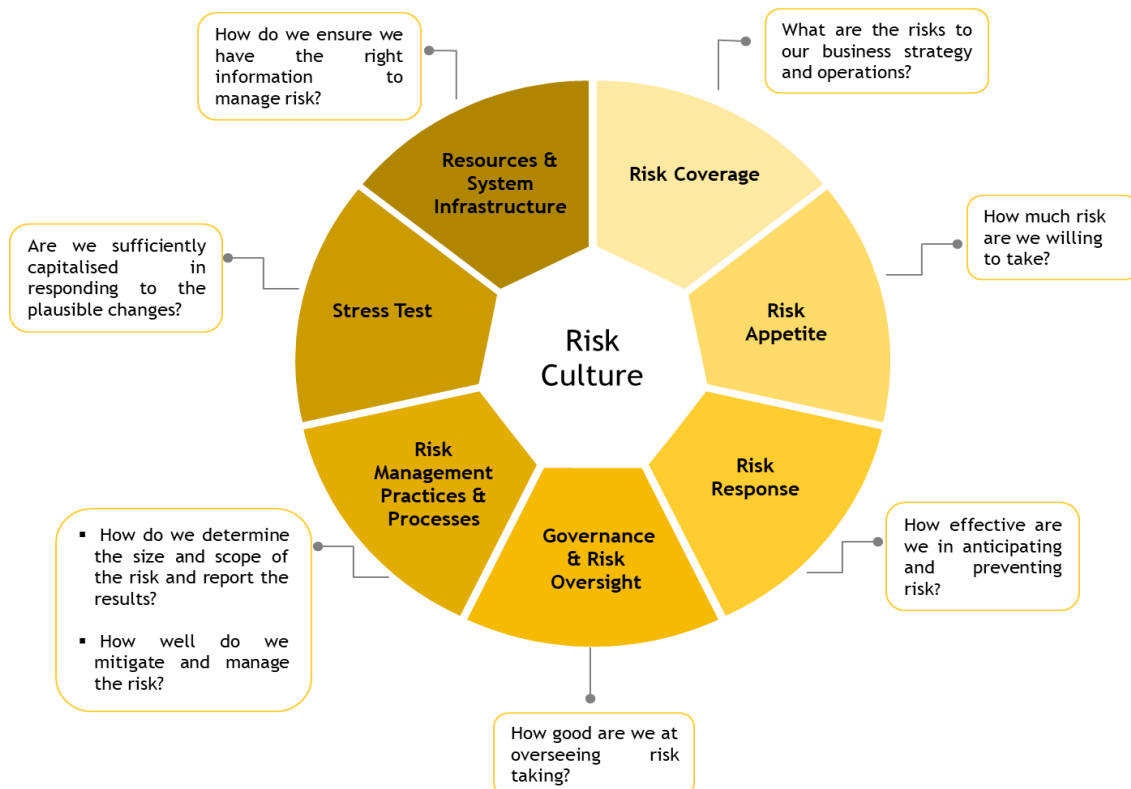 How do we ensure we
have the right
information to
manage risk?
What are the risks to
our business strategy
and operations?
Resources &
System
Infrastructure
Risk Coverage
How much risk
are we willing
to take?
Are we sufficiently
capitalised in
responding to the
plausible changes?
Stress Test
Risk
Appetite
Risk
Culture
Risk
Management
Practices &
Processes
Risk
Response
Governance
& Risk
Oversight
▪ How do we determine
the size and scope of
the risk and report the
results?
▪ How well do we
mitigate and manage
the risk?
How effective are
we in anticipating
and preventing
risk?
How good are we at
overseeing risk
taking?